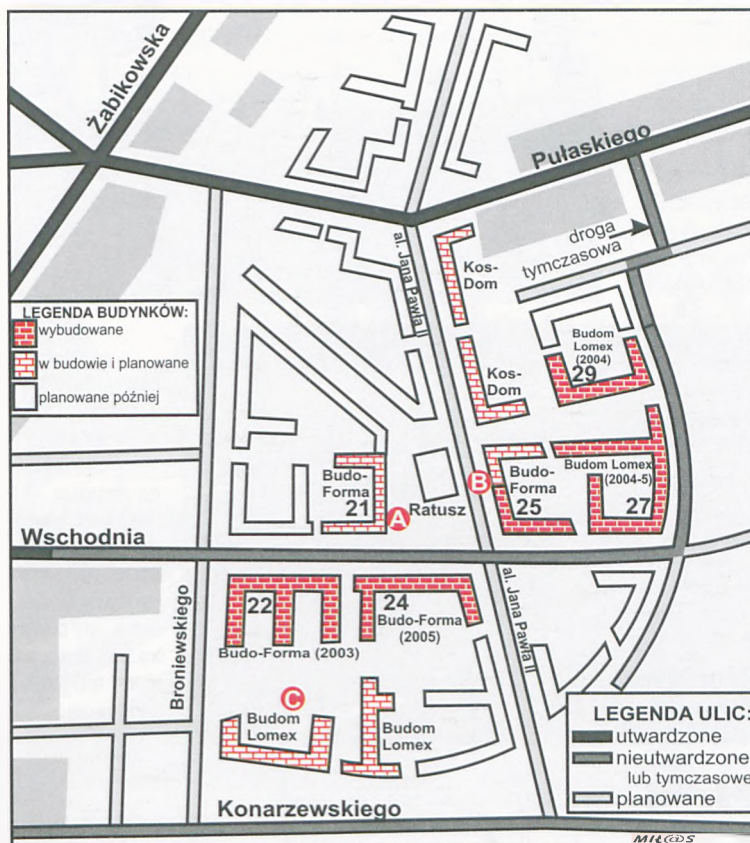 Żabikowska
Pułaskiego
droga
tymczasowa
al. Jana Pawła II
Kos-
Dom
LEGENDA BUDYNKÓW:
wybudowane
w budowie i planowane
planowane później
Budom
Lomex
(2004)
29
Kos-
Dom
Budo-
Forma
21
A
Ratusz
B
Budo-
Forma
25
Budom Lomex
(2004-5)
27
Wschodnia
Broniewskiego
22
Budo-Forma (2003)
24
Budo-Forma
(2005)
al. Jana Pawła II
C
Budom
Lomex
Budom
Lomex
LEGENDA ULIC:
utwardzone
nieutwardzone
lub tymczasowe
planowane
Konarzewskiego
MIt@s